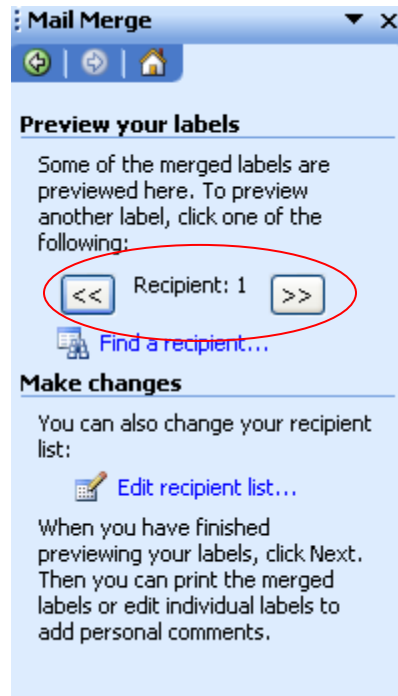 Mail Merge
Preview your labels
Some of the merged labels are
previewed here. To preview
another label, click one of the
following:
<< Recipient: 1 >>
Find a recipient...
Make changes
You can also change your recipient
list:
Edit recipient list...
When you have finished
previewing your labels, click Next.
Then you can print the merged
labels or edit individual labels to
add personal comments.